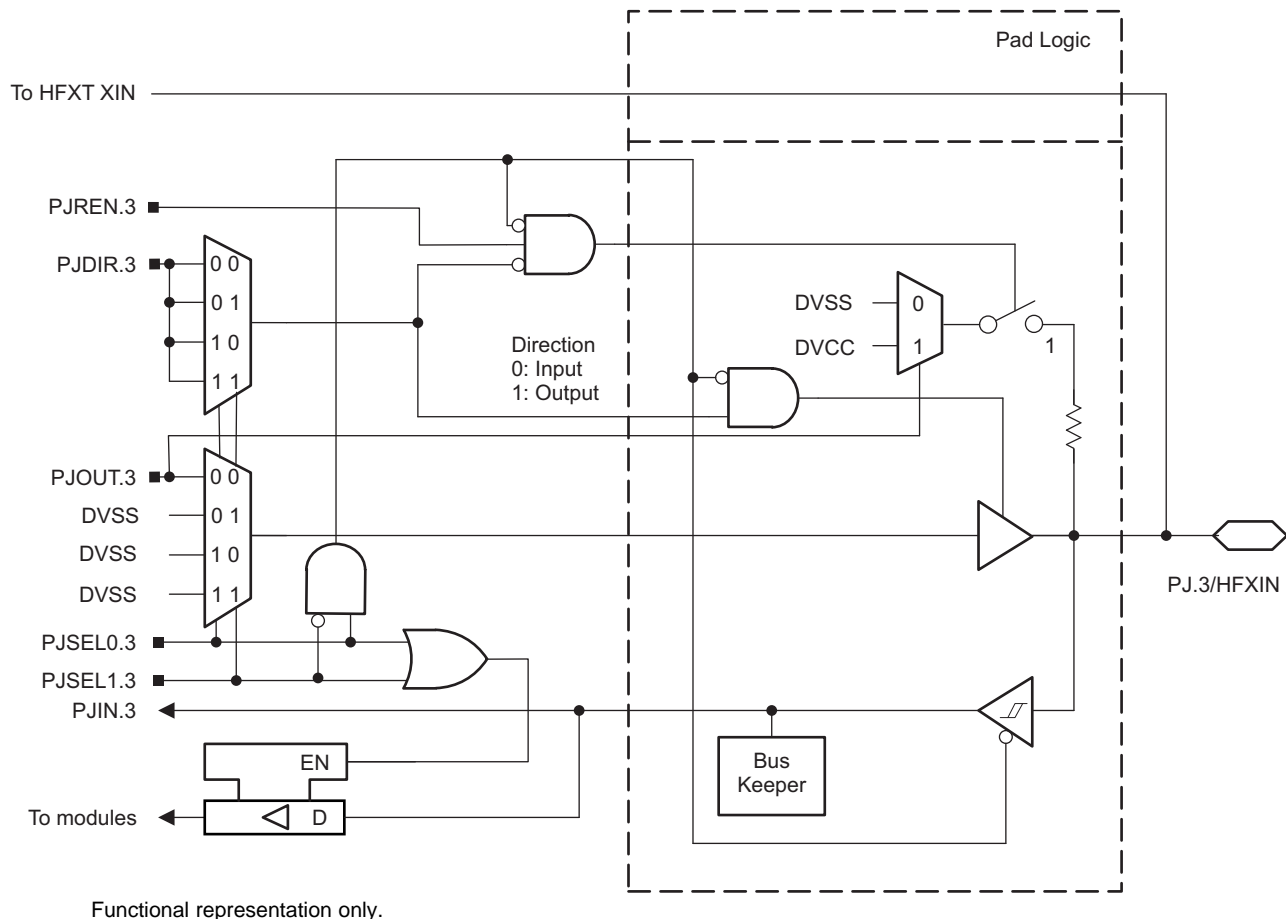 Pad Logic
To HFXT XIN
PJREN.3
PJDIR.3
0 0
0 1
1 0
1 1
Direction
0: Input
1: Output
DVSS
DVCC
0
1
1
PJOUT.3
DVSS
DVSS
DVSS
0 0
0 1
1 0
1 1
PJ.3/HFXIN
PJSEL0.3
PJSEL1.3
PJIN.3
EN
D
To modules
Bus
Keeper
Functional representation only.